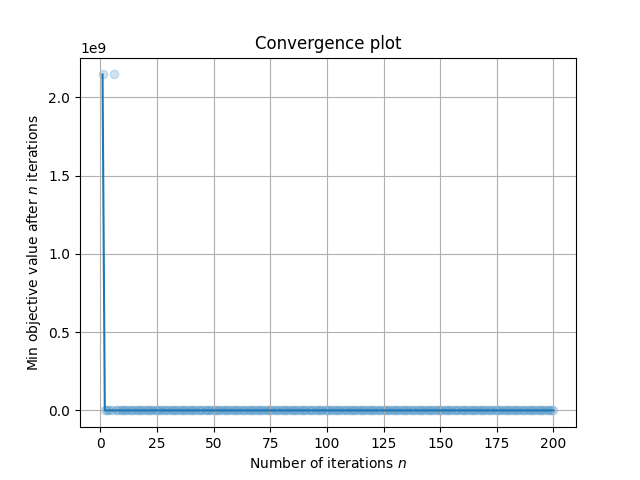 Convergence plot
1e9
2.0
1.5
1.0
0.5
0.0
Min objective value after n iterations
0 25 50 75 100 125 150 175 200
Number of iterations n